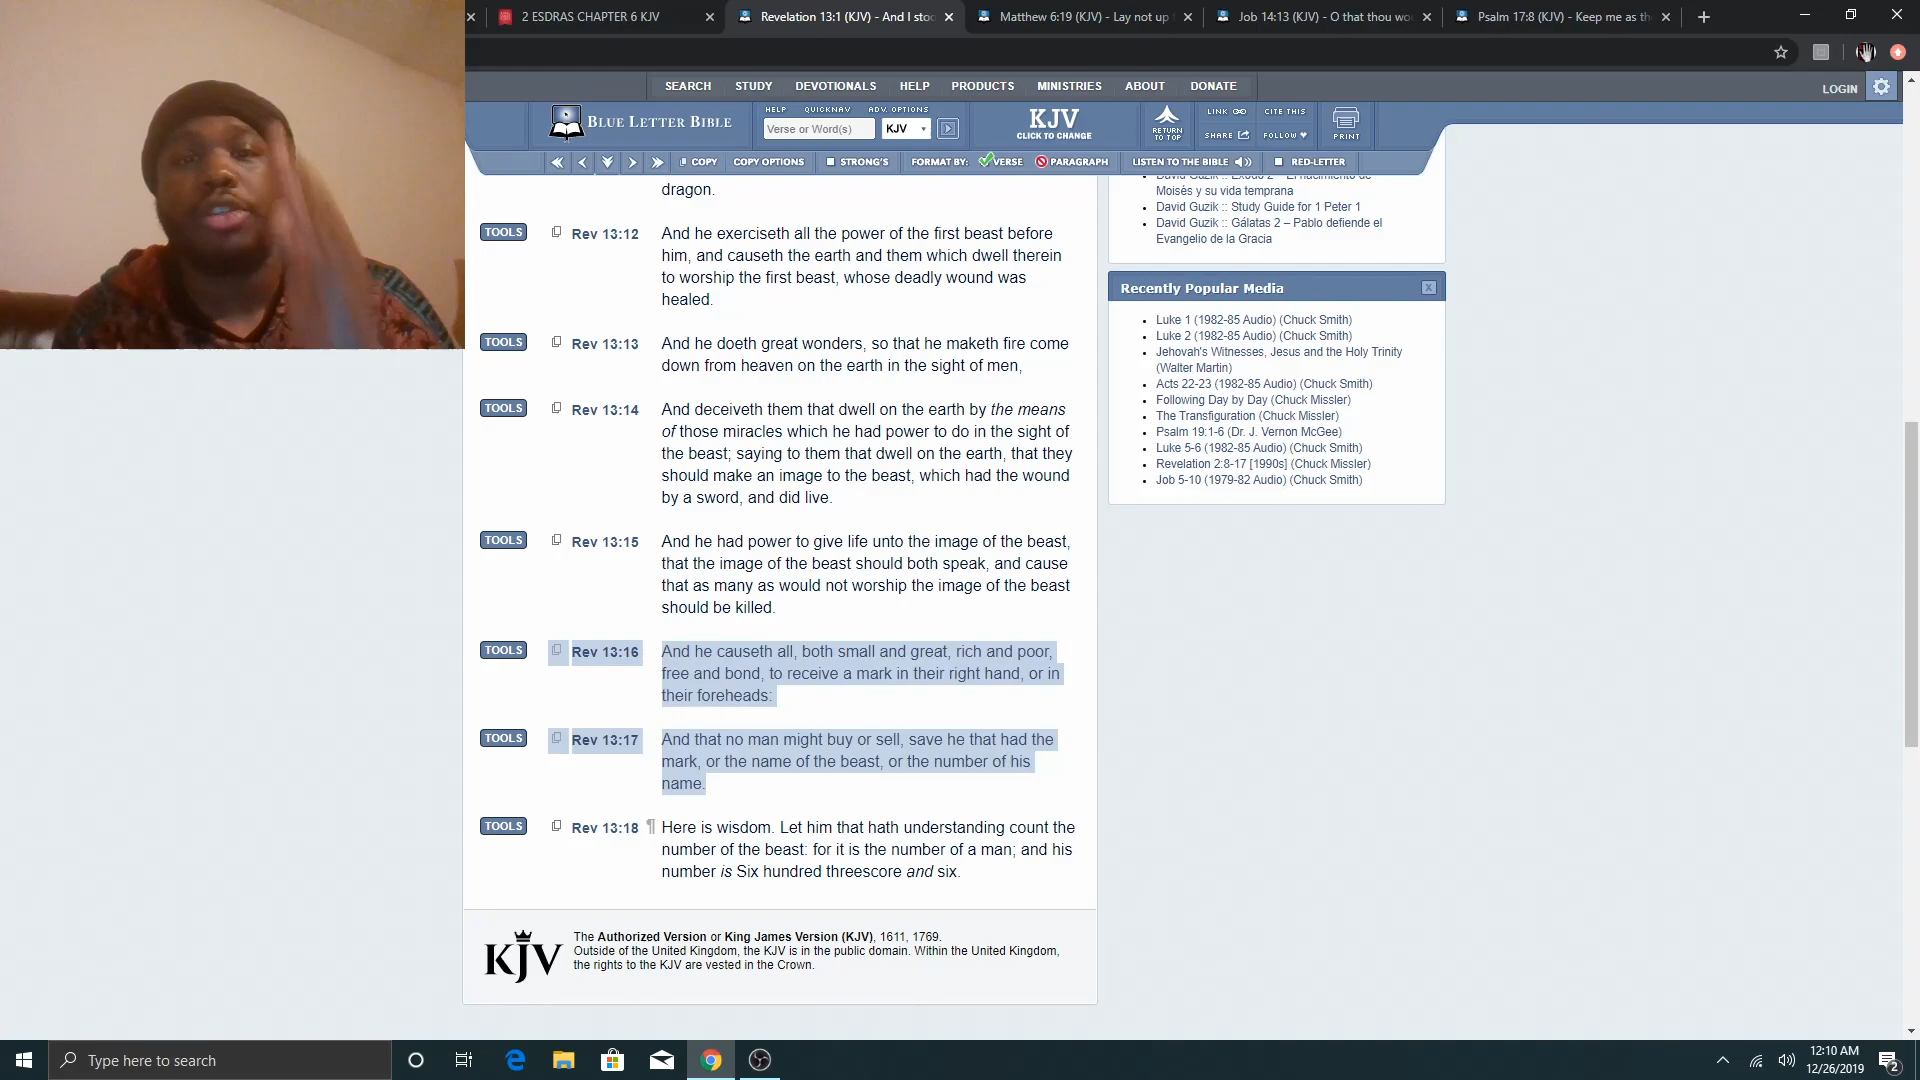 2 ESDRAS CHAPTER 6 KJV
Revelation 13:1 (KJV) - And I stoo
Matthew 6:19 (KJV) - Lay not up
Job 14:13 (KJV) - O that thou wo
Psalm 17:8 (KJV) - Keep me as th
SEARCH STUDY DEVOTIONALS HELP PRODUCTS MINISTRIES ABOUT DONATE
LOGIN
BLUE LETTER BIBLE
HELP QUICKNAV ADV. OPTIONS
Verse or Word(s)
KJV
KJV
CLICK TO CHANGE
RETURN
TO TOP
LINK CITE THIS
SHARE FOLLOW
PRINT
COPY COPY OPTIONS STRONG'S FORMAT BY: VERSE PARAGRAPH LISTEN TO THE BIBLE RED-LETTER
dragon.
TOOLS Rev 13:12 And he exerciseth all the power of the first beast before
him, and causeth the earth and them which dwell therein
to worship the first beast, whose deadly wound was
healed.
TOOLS Rev 13:13 And he doeth great wonders, so that he maketh fire come
down from heaven on the earth in the sight of men,
TOOLS Rev 13:14 And deceiveth them that dwell on the earth by the means
of those miracles which he had power to do in the sight of
the beast; saying to them that dwell on the earth, that they
should make an image to the beast, which had the wound
by a sword, and did live.
TOOLS Rev 13:15 And he had power to give life unto the image of the beast,
that the image of the beast should both speak, and cause
that as many as would not worship the image of the beast
should be killed.
TOOLS Rev 13:16 And he causeth all, both small and great, rich and poor,
free and bond, to receive a mark in their right hand, or in
their foreheads:
TOOLS Rev 13:17 And that no man might buy or sell, save he that had the
mark, or the name of the beast, or the number of his
name.
TOOLS Rev 13:18 ¶ Here is wisdom. Let him that hath understanding count the
number of the beast: for it is the number of a man; and his
number is Six hundred threescore and six.
KJV
The Authorized Version or King James Version (KJV), 1611, 1769.
Outside of the United Kingdom, the KJV is in the public domain. Within the United Kingdom,
the rights to the KJV are vested in the Crown.
David Guzik :: Éxodo 2 – El nacimiento de
Moisés y su vida temprana
David Guzik :: Study Guide for 1 Peter 1
David Guzik :: Gálatas 2 – Pablo defiende el
Evangelio de la Gracia
Recently Popular Media
Luke 1 (1982-85 Audio) (Chuck Smith)
Luke 2 (1982-85 Audio) (Chuck Smith)
Jehovah's Witnesses, Jesus and the Holy Trinity
(Walter Martin)
Acts 22-23 (1982-85 Audio) (Chuck Smith)
Following Day by Day (Chuck Missler)
The Transfiguration (Chuck Missler)
Psalm 19:1-6 (Dr. J. Vernon McGee)
Luke 5-6 (1982-85 Audio) (Chuck Smith)
Revelation 2:8-17 [1990s] (Chuck Missler)
Job 5-10 (1979-82 Audio) (Chuck Smith)
Type here to search
12:10 AM
12/26/2019
2